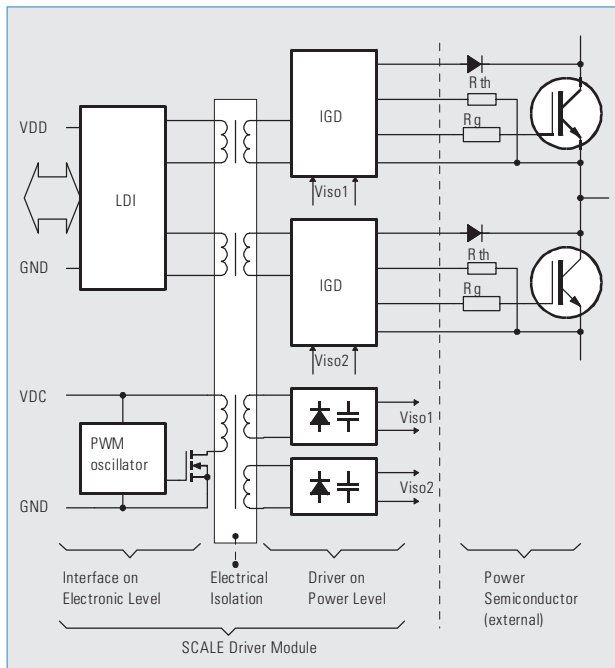 VDD
LDI
GND
IGD
Viso1
Rth
Rg
IGD
Viso2
Rth
Rg
VDC
PWM
oscillator
GND
Viso1
Viso2
Interface on
Electronic Level
Electrical
Isolation
Driver on
Power Level
Power
Semiconductor
(external)
SCALE Driver Module